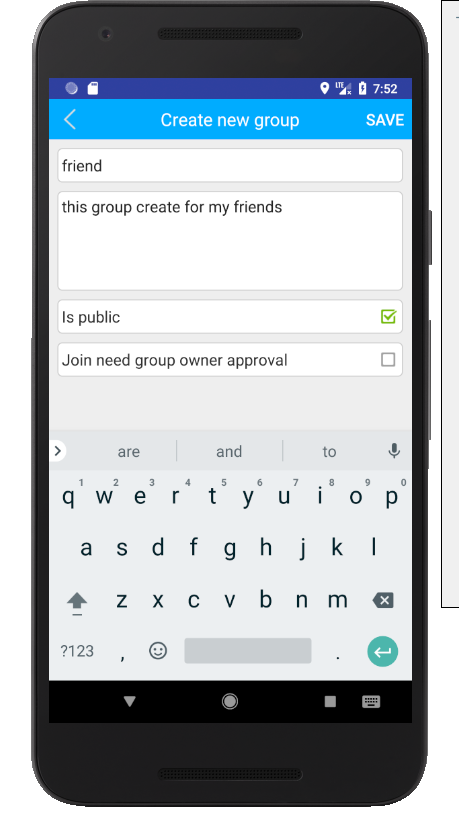 LTE 7:52
Create new group SAVE
friend
this group create for my friends
Is public
Join need group owner approval
are and to
1 2 3 4 5 6 7 8 9 0
q w e r t y u i o p
a s d f g h j k l
z x c v b n m
?123 , .